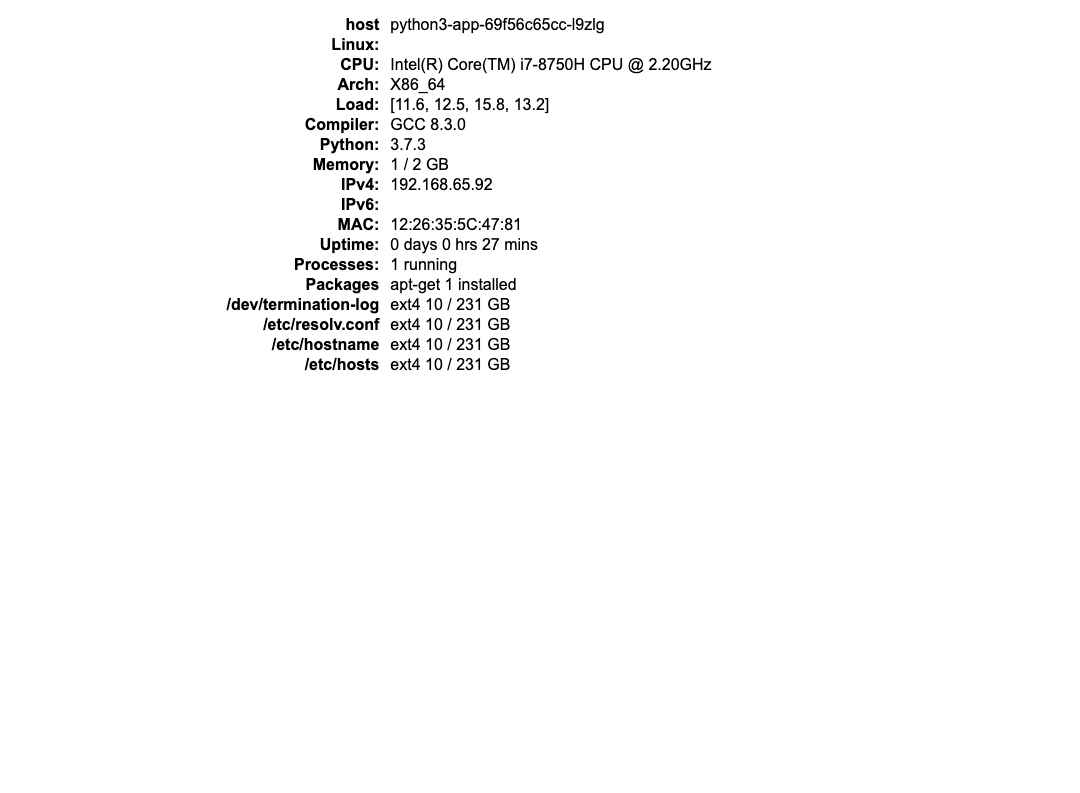 host python3-app-69f56c65cc-l9zlg
Linux:
CPU: Intel(R) Core(TM) i7-8750H CPU @ 2.20GHz
Arch: X86_64
Load: [11.6, 12.5, 15.8, 13.2]
Compiler: GCC 8.3.0
Python: 3.7.3
Memory: 1 / 2 GB
IPv4: 192.168.65.92
IPv6:
MAC: 12:26:35:5C:47:81
Uptime: 0 days 0 hrs 27 mins
Processes: 1 running
Packages apt-get 1 installed
/dev/termination-log ext4 10 / 231 GB
/etc/resolv.conf ext4 10 / 231 GB
/etc/hostname ext4 10 / 231 GB
/etc/hosts ext4 10 / 231 GB